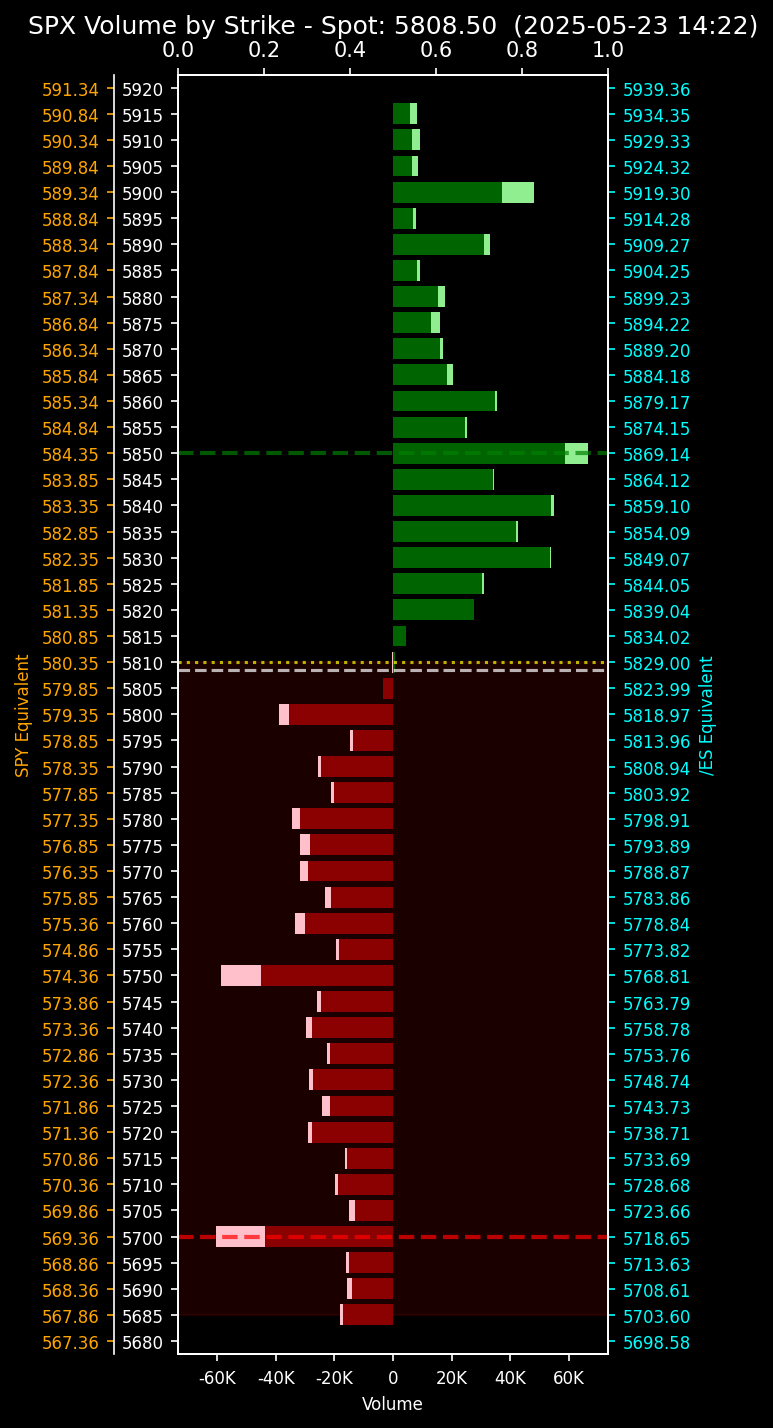 SPX Volume by Strike - Spot: 5808.50 (2025-05-23 14:22)
0.0 0.2 0.4 0.6 0.8 1.0
591.34 5920 5939.36
590.84 5915 5934.35
590.34 5910 5929.33
589.84 5905 5924.32
589.34 5900 5919.30
588.84 5895 5914.28
588.34 5890 5909.27
587.84 5885 5904.25
587.34 5880 5899.23
586.84 5875 5894.22
586.34 5870 5889.20
585.84 5865 5884.18
585.34 5860 5879.17
584.84 5855 5874.15
584.35 5850 5869.14
583.85 5845 5864.12
583.35 5840 5859.10
582.85 5835 5854.09
582.35 5830 5849.07
581.85 5825 5844.05
581.35 5820 5839.04
580.85 5815 5834.02
580.35 5810 5829.00
579.85 5805 5823.99
579.35 5800 5818.97
578.85 5795 5813.96
578.35 5790 5808.94
577.85 5785 5803.92
577.35 5780 5798.91
576.85 5775 5793.89
576.35 5770 5788.87
575.85 5765 5783.86
575.36 5760 5778.84
574.86 5755 5773.82
574.36 5750 5768.81
573.86 5745 5763.79
573.36 5740 5758.78
572.86 5735 5753.76
572.36 5730 5748.74
571.86 5725 5743.73
571.36 5720 5738.71
570.86 5715 5733.69
570.36 5710 5728.68
569.86 5705 5723.66
569.36 5700 5718.65
568.86 5695 5713.63
568.36 5690 5708.61
567.86 5685 5703.60
567.36 5680 5698.58
SPY Equivalent
/ES Equivalent
-60K -40K -20K 0 20K 40K 60K
Volume